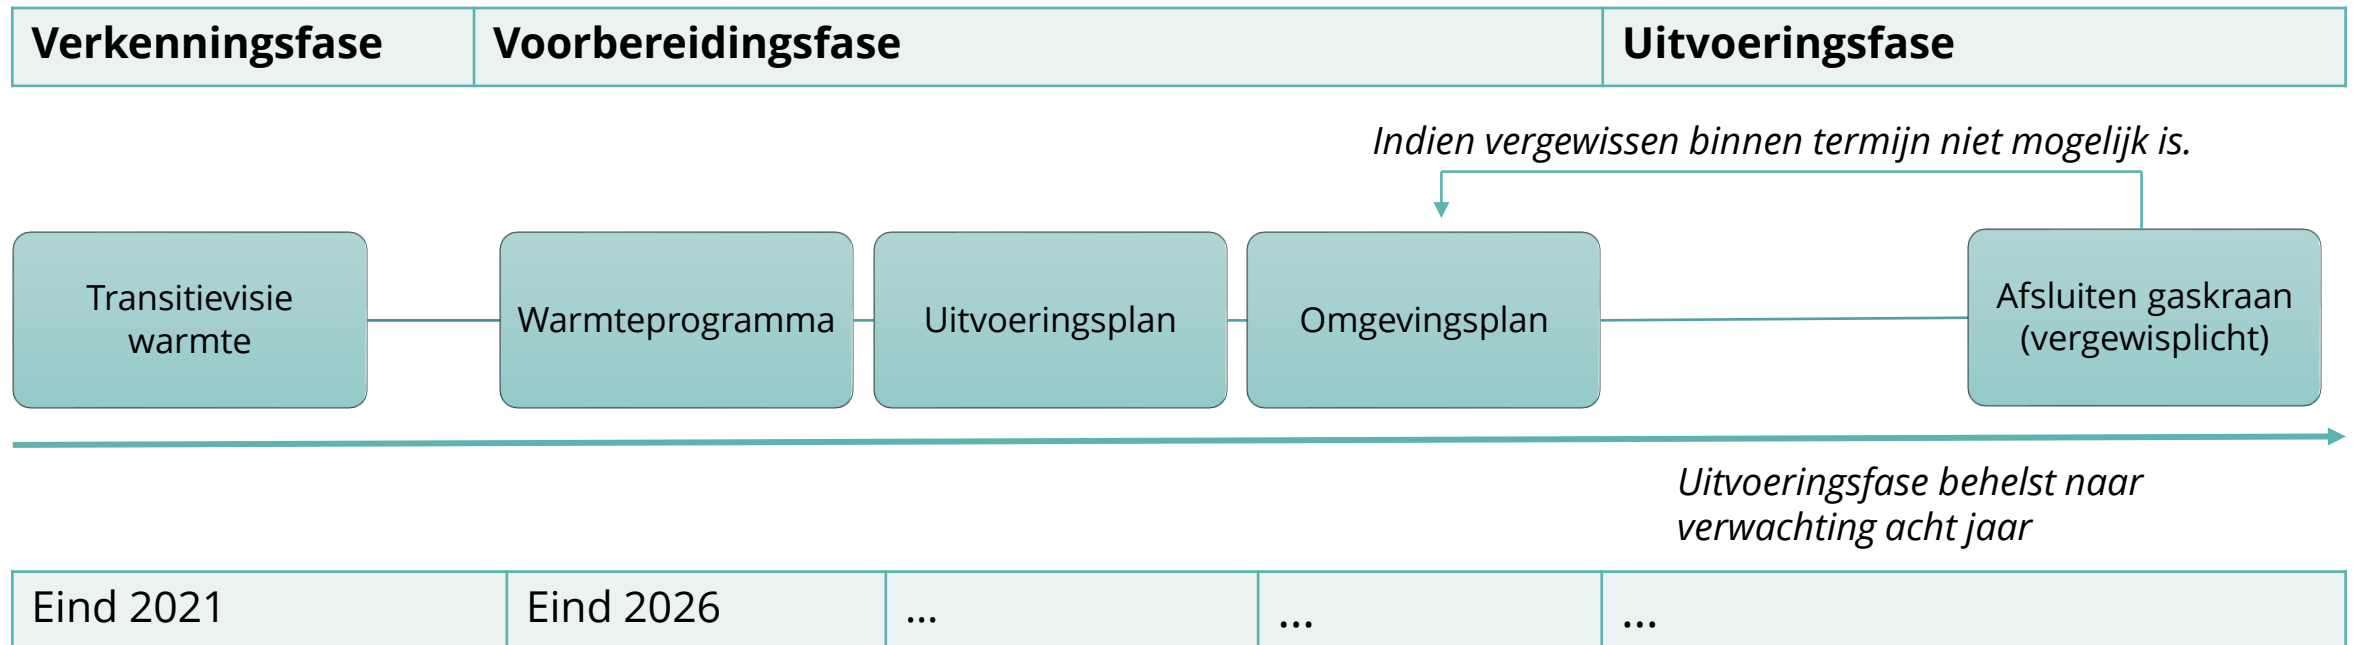 Verkenningsfase
Voorbereidingsfase
Uitvoeringsfase
Indien vergewissen binnen termijn niet mogelijk is.
Transitievisie
warmte
Warmteprogramma
Uitvoeringsplan
Omgevingsplan
Afsluiten gaskraan
(vergewisplicht)
Uitvoeringsfase behelst naar
verwachting acht jaar
Eind 2021
Eind 2026
...
...
...